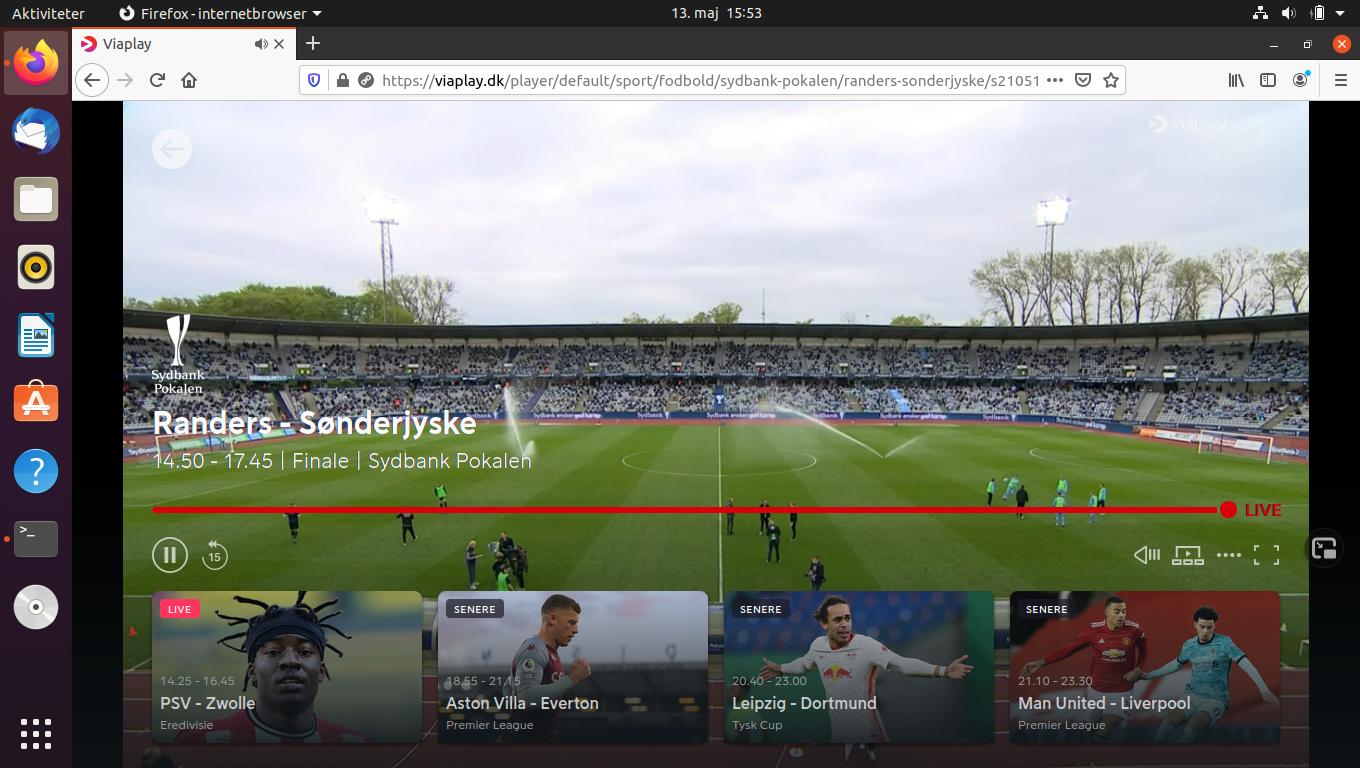 Aktiviteter
Firefox - internetbrowser
13. maj 15:53
Viaplay
https://viaplay.dk/player/default/sport/fodbold/sydbank-pokalen/randers-sonderjyske/s21051
viaplay
Sydbank
Pokalen
Randers - Sønderjyske
14.50 - 17.45 | Finale | Sydbank Pokalen
LIVE
15
LIVE
14.25 - 16.45
PSV - Zwolle
Eredivisie
SENERE
18.55 - 21.15
Aston Villa - Everton
Premier League
SENERE
20.40 - 23.00
Leipzig - Dortmund
Tysk Cup
SENERE
21.10 - 23.30
Man United - Liverpool
Premier League